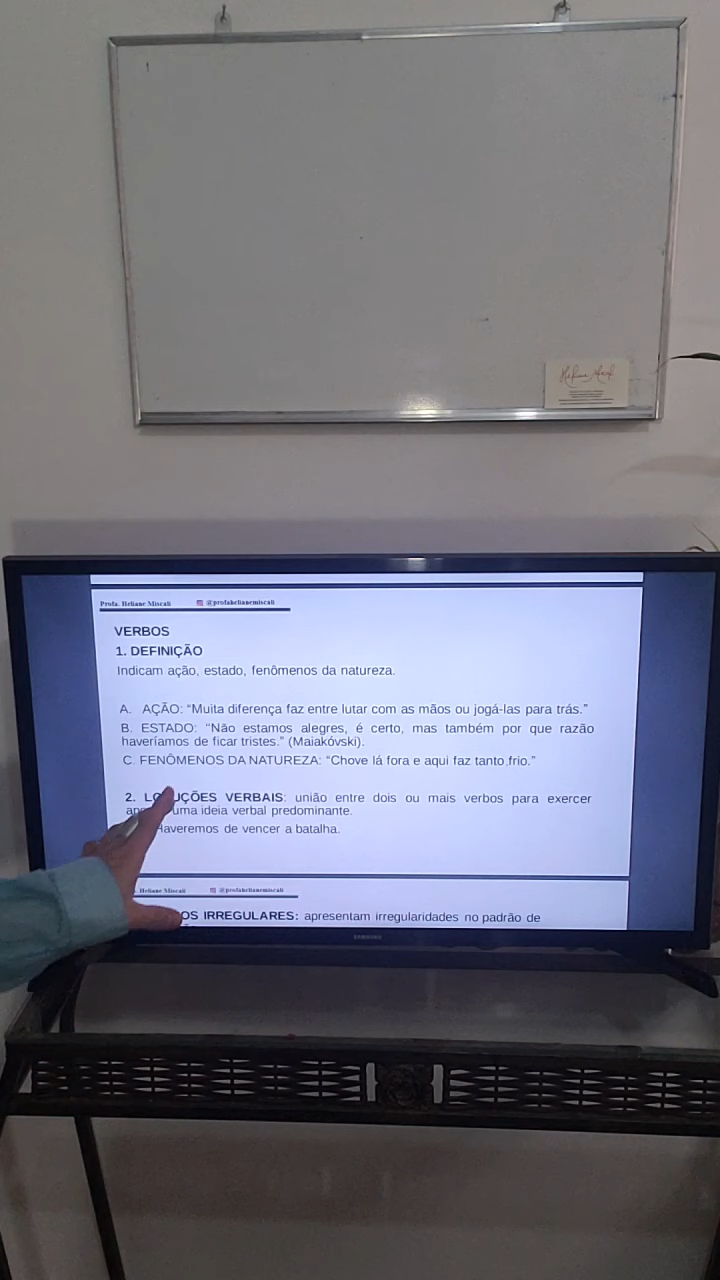 Profa. Heliane Miscali @profahelianemiscali
VERBOS
1. DEFINIÇÃO
Indicam ação, estado, fenômenos da natureza.
A. AÇÃO: “Muita diferença faz entre lutar com as mãos ou jogá-las para trás.”
B. ESTADO: “Não estamos alegres, é certo, mas também por que razão
haveríamos de ficar tristes.” (Maiakóvski).
C. FENÔMENOS DA NATUREZA: “Chove lá fora e aqui faz tanto frio.”
2. LOCUÇÕES VERBAIS: união entre dois ou mais verbos para exercer
uma ideia verbal predominante.
Haveremos de vencer a batalha.
Heliane Miscali @profahelianemiscali
IRREGULARES: apresentam irregularidades no padrão de
SAMSUNG